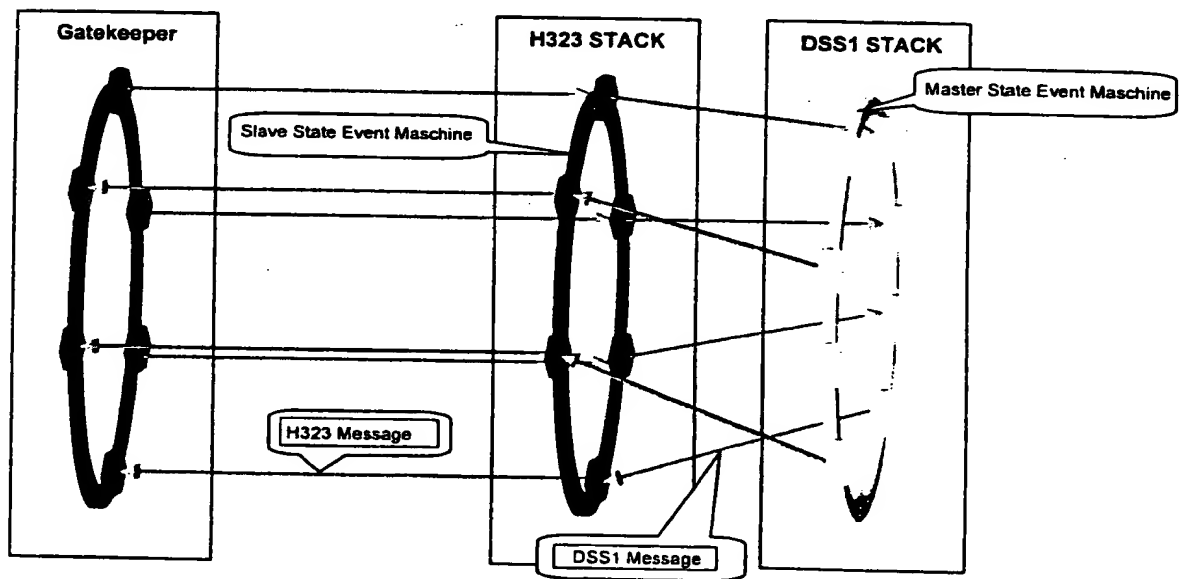 Gatekeeper
H323 STACK
DSS1 STACK
Master State Event Maschine
Slave State Event Maschine
H323 Message
DSS1 Message